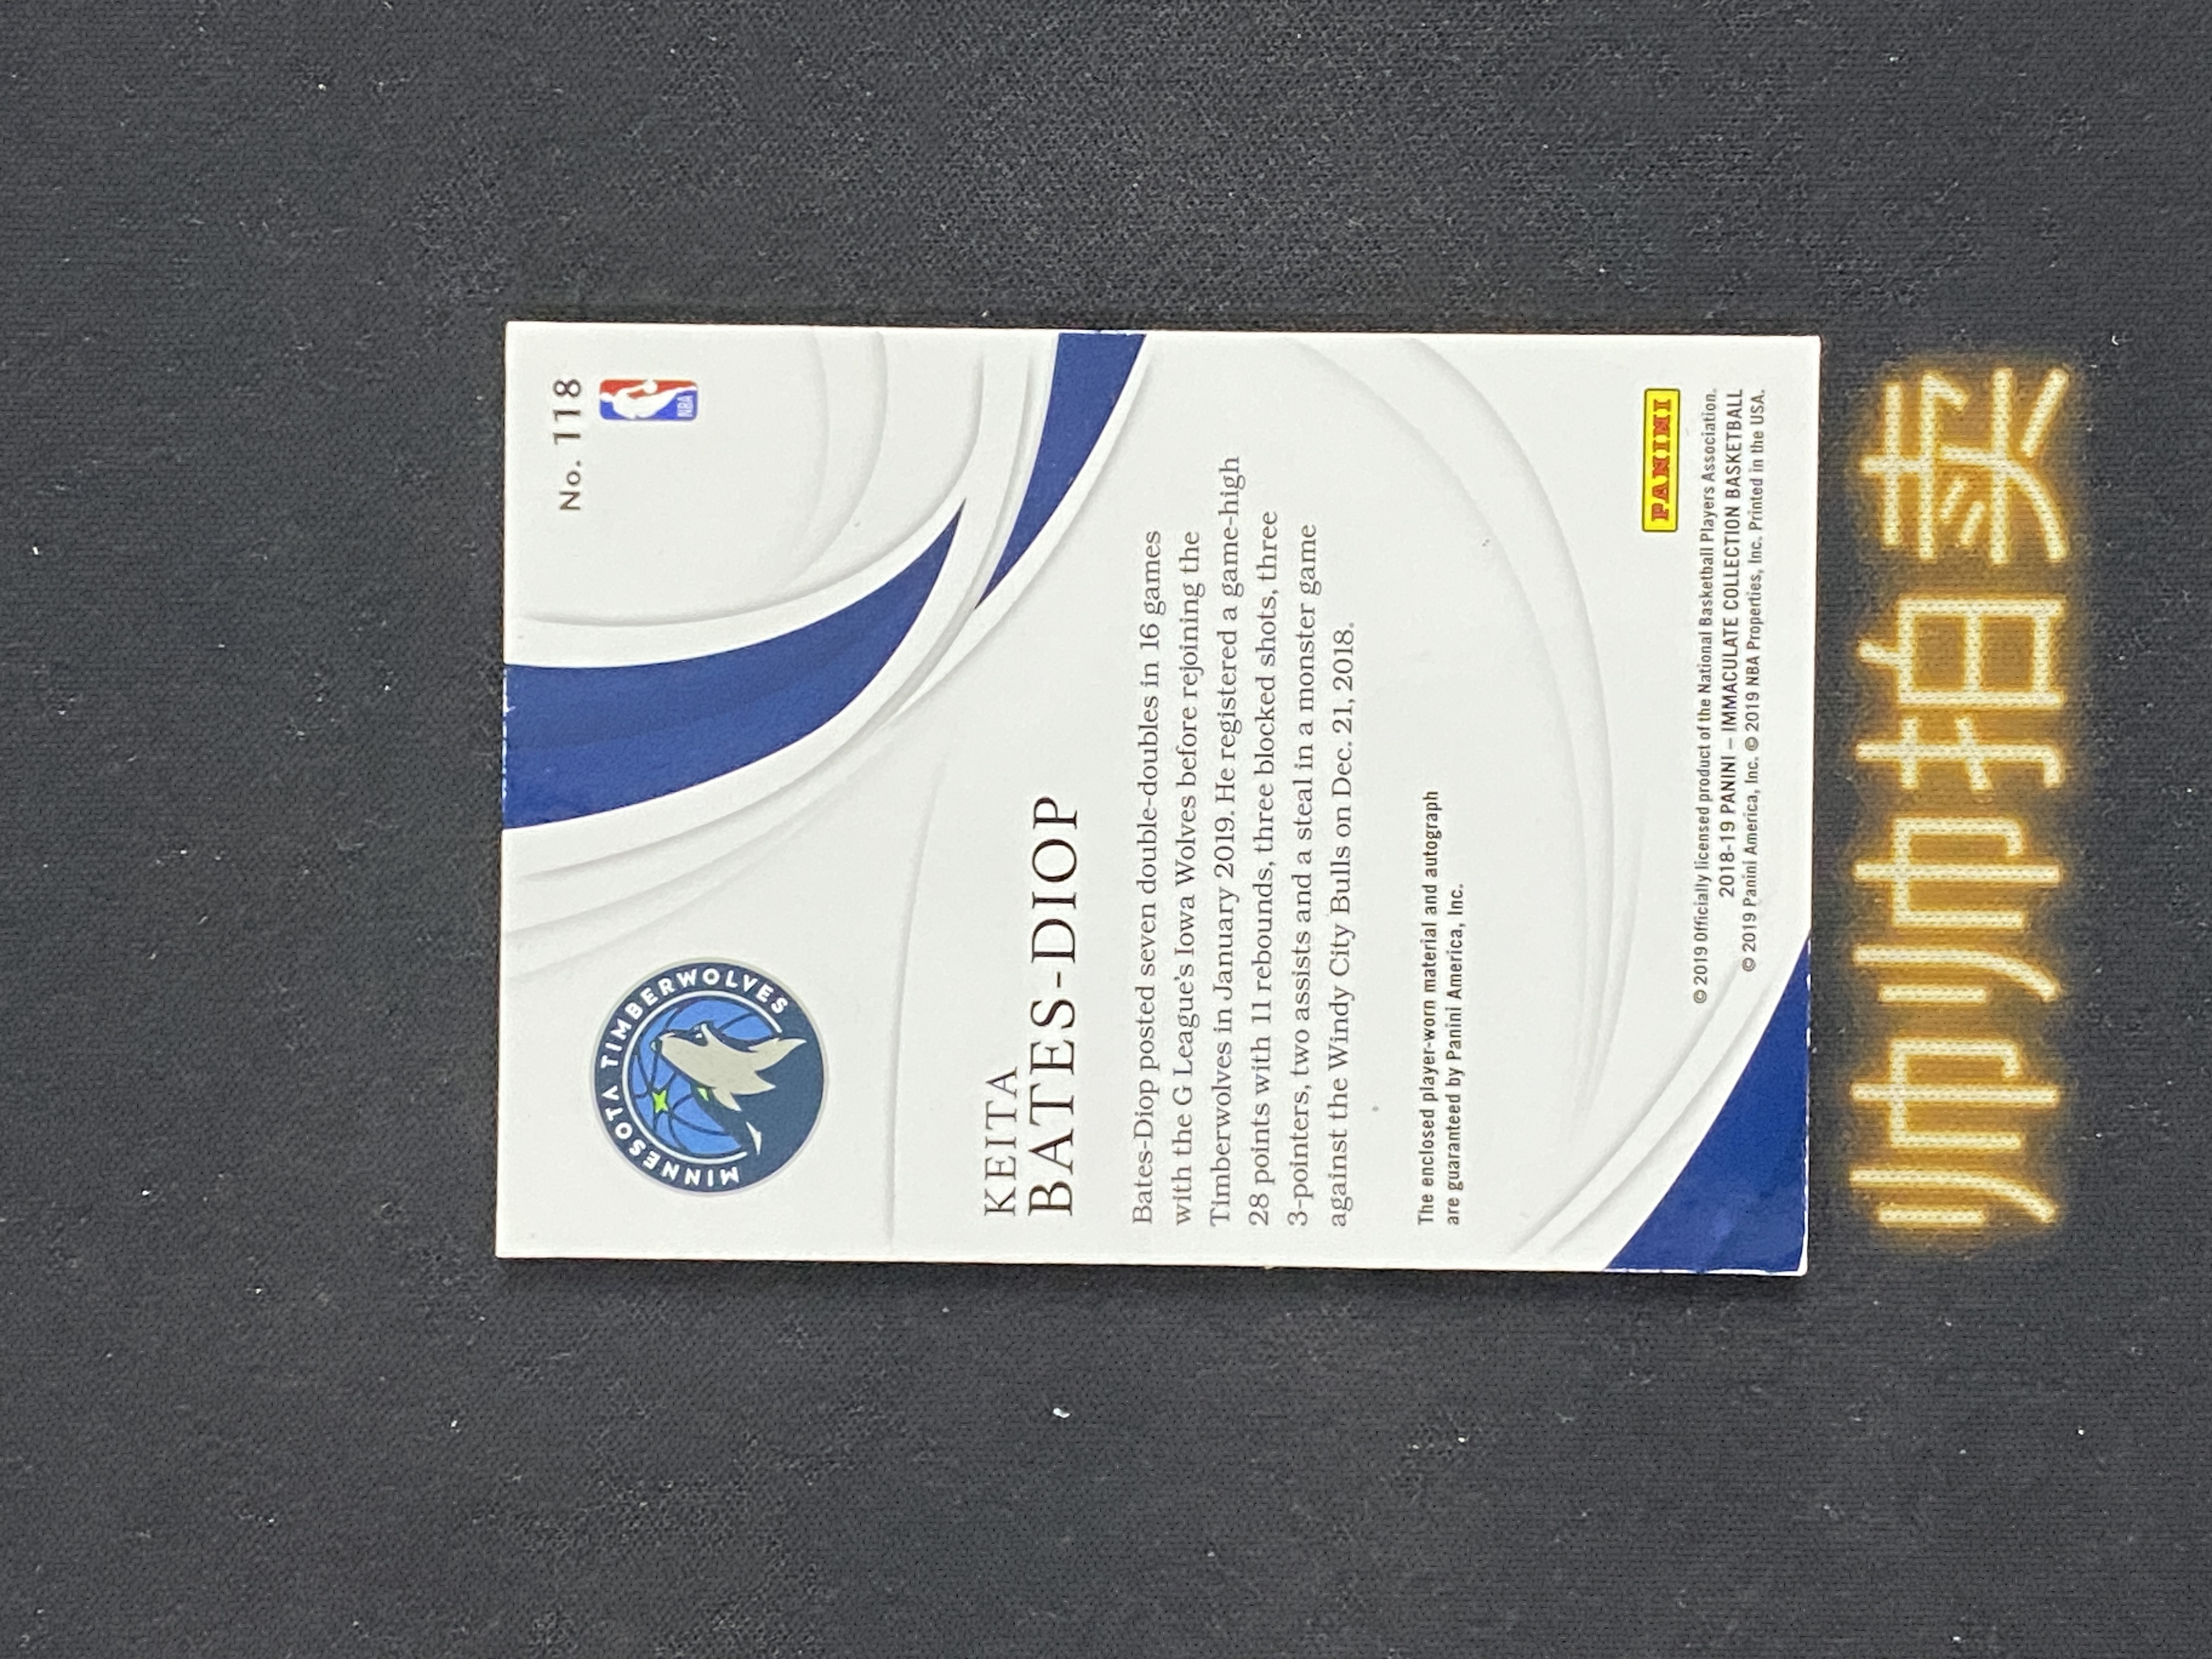 No. 118
NBA
MINNESOTA TIMBERWOLVES
KEITA
BATES-DIOP
Bates-Diop posted seven double-doubles in 16 games
with the G League's Iowa Wolves before rejoining the
Timberwolves in January 2019. He registered a game-high
28 points with 11 rebounds, three blocked shots, three
3-pointers, two assists and a steal in a monster game
against the Windy City Bulls on Dec. 21, 2018.
The enclosed player-worn material and autograph
are guaranteed by Panini America, Inc.
PANINI
© 2019 Officially licensed product of the National Basketball Players Association.
2018-19 PANINI – IMMACULATE COLLECTION BASKETBALL
© 2019 Panini America, Inc. © 2019 NBA Properties, Inc. Printed in the USA.
帅帅拍卖